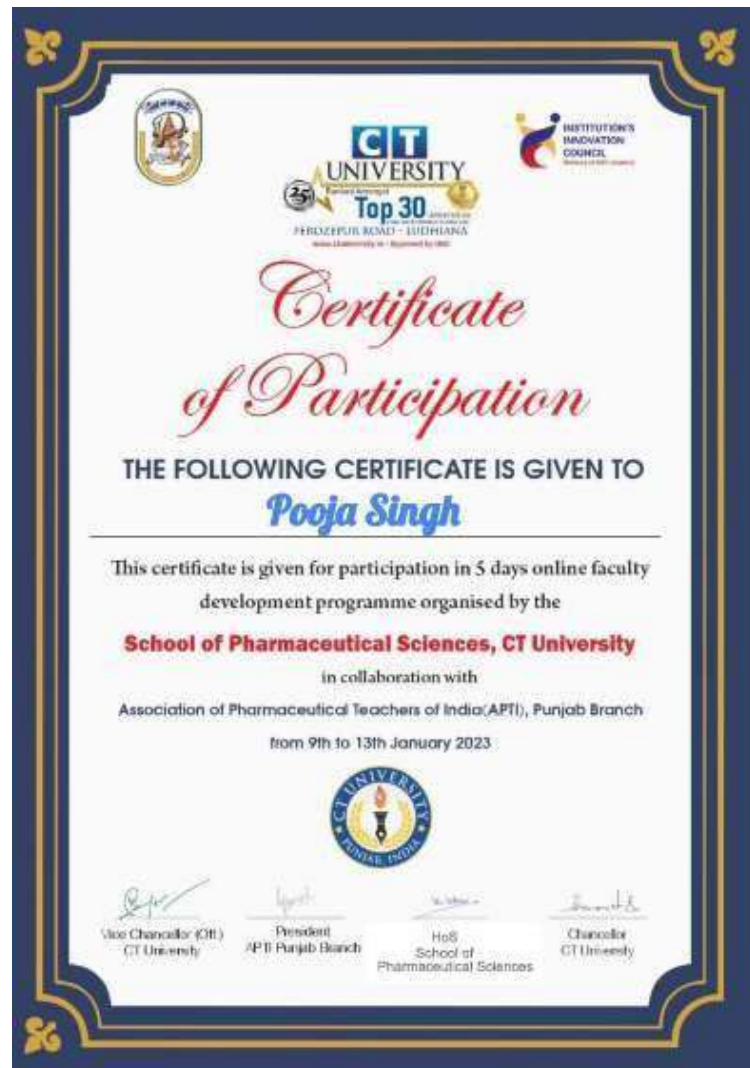 INSTITUTION'S
INNOVATION
COUNCIL
CT
UNIVERSITY
25
Ranked Amongst
Top 30
FEROZEPUR ROAD - LUDHIANA
Certificate
of Participation
THE FOLLOWING CERTIFICATE IS GIVEN TO
Pooja Singh
This certificate is given for participation in 5 days online faculty
development programme organised by the
School of Pharmaceutical Sciences, CT University
in collaboration with
Association of Pharmaceutical Teachers of India(APTI), Punjab Branch
from 9th to 13th January 2023
CT UNIVERSITY
PUNJAB, INDIA
Vice Chancellor (Off.)
CT University
President
APTI Punjab Branch
HoS
School of
Pharmaceutical Sciences
Chancellor
CT University